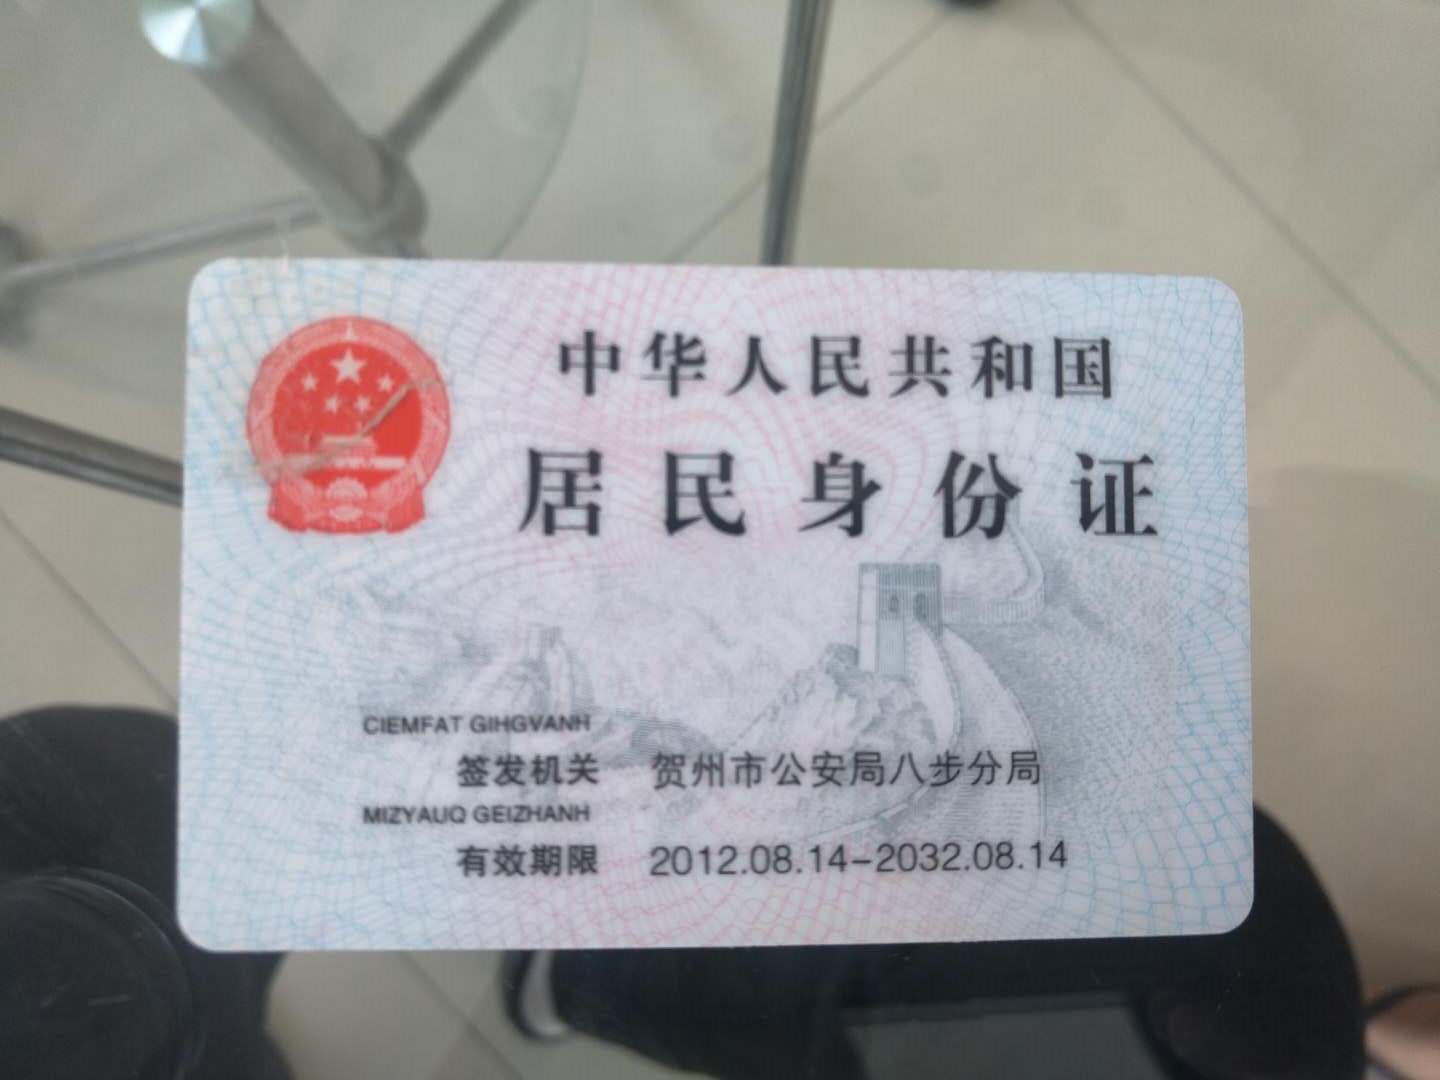 中华人民共和国
居民身份证
CIEMFAT GIHGVANH
签发机关 贺州市公安局八步分局
MIZYAUQ GEIZHANH
有效期限 2012.08.14-2032.08.14